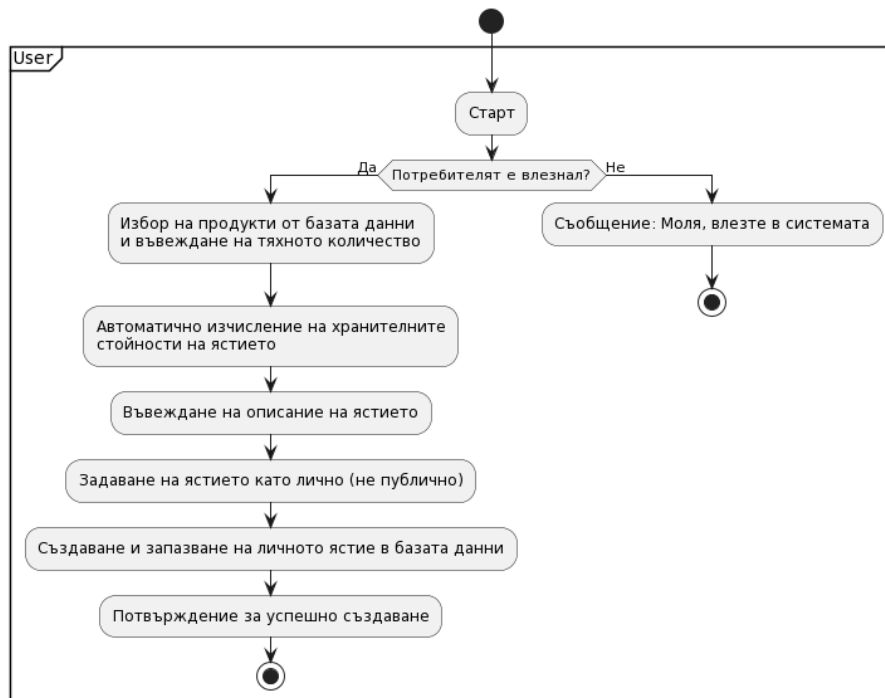 User
Старт
Да
Потребителят е влезнал?
Не
Избор на продукти от базата данни
и въвеждане на тяхното количество
Съобщение: Моля, влезте в системата
Автоматично изчисление на хранителните
стойности на ястието
Въвеждане на описание на ястието
Задаване на ястието като лично (не публично)
Създаване и запазване на личното ястие в базата данни
Потвърждение за успешно създаване